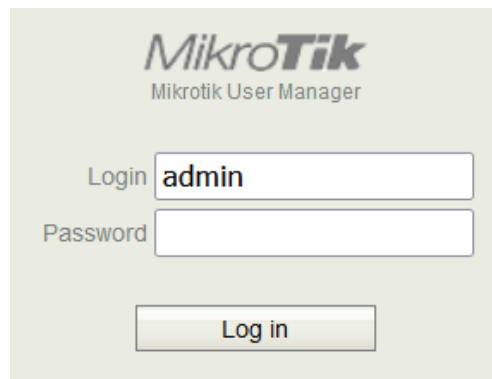 MikroTik
Mikrotik User Manager
Login admin
Password
Log in